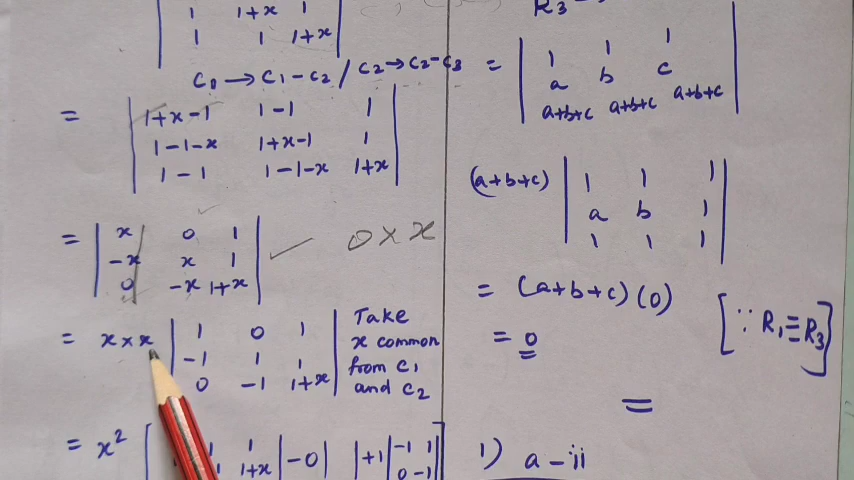 1 1+x 1
1 1 1+x
C₁ → C₁ - C₂ / C₂ → C₂ - C₃
= | 1+x-1 1-1 1 |
| 1-1-x 1+x-1 1 |
| 1-1 1-1-x 1+x |
= | x 0 1 |
| -x x 1 |
| 0 -x 1+x |
0 × x
= x × x | 1 0 1 | Take
| -1 1 1 | x common
| 0 -1 1+x | from C₁
and C₂
= x² [ 1 1 | -0 | | +1 | -1 1 |
1+x | 0 -1 | ]
R₃ →
= | 1 1 1 |
| a b c |
| a+b+c a+b+c a+b+c |
(a+b+c) | 1 1 1 |
| a b 1 |
| 1 1 1 |
= (a+b+c) (0)
= 0
[∵ R₁ ≡ R₃]
=
1) a - ii